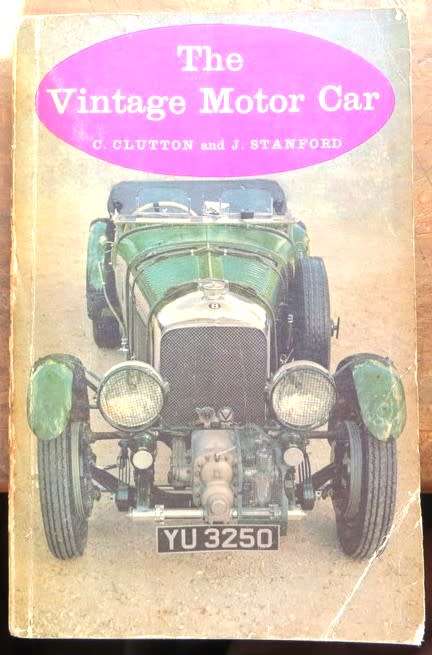 The
Vintage Motor Car
C. CLUTTON and J. STANFORD
YU 3250